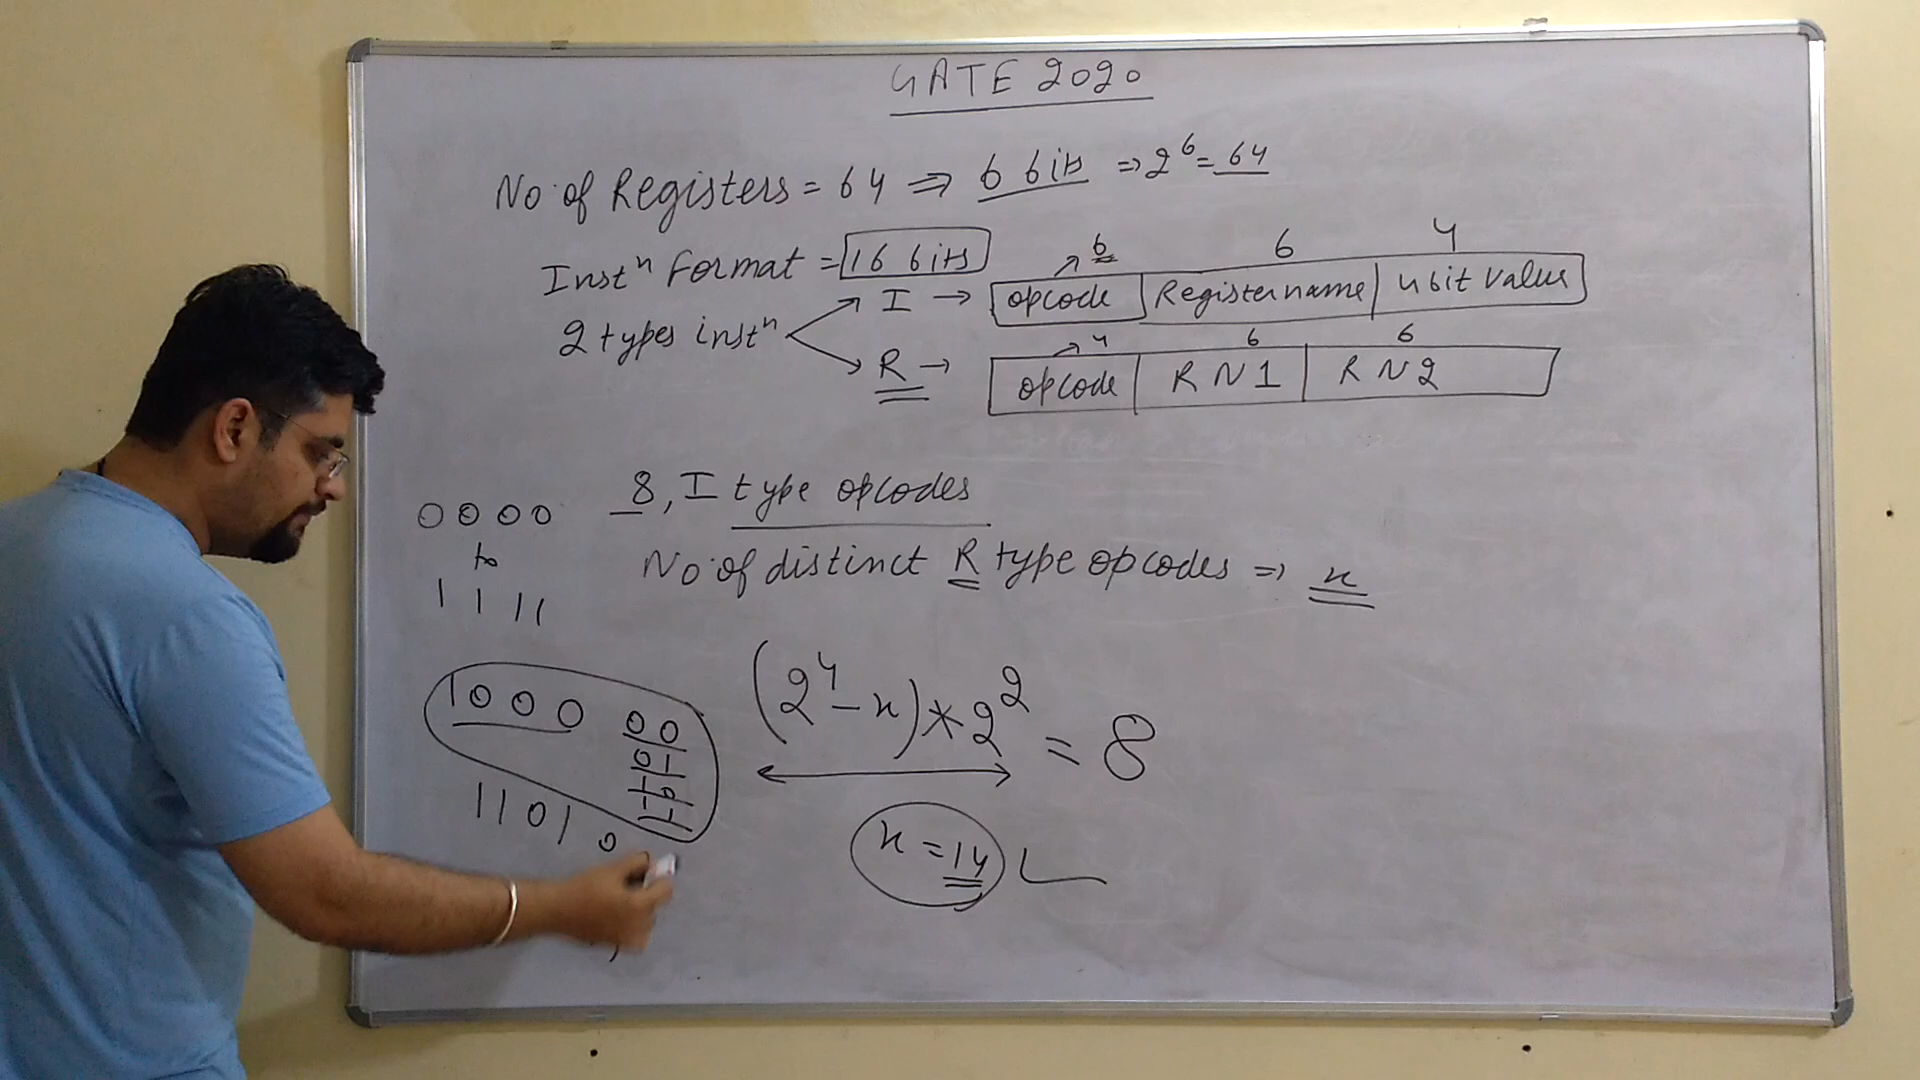 GATE 2020
No. of Registers = 64 ⇒ 6 bits ⇒ 2^6 = 64
Inst^n Format = 16 bits
6 6 4
I → opcode Register name 4 bit value
2 types inst^n
4 6 6
R → opcode RN1 RN2
8, I type opcodes
No. of distinct R type opcodes ⇒ x
0000
to
1111
1000 00
01
10
11
1101 0
(2^4 - x) * 2^2 = 8
x = 14